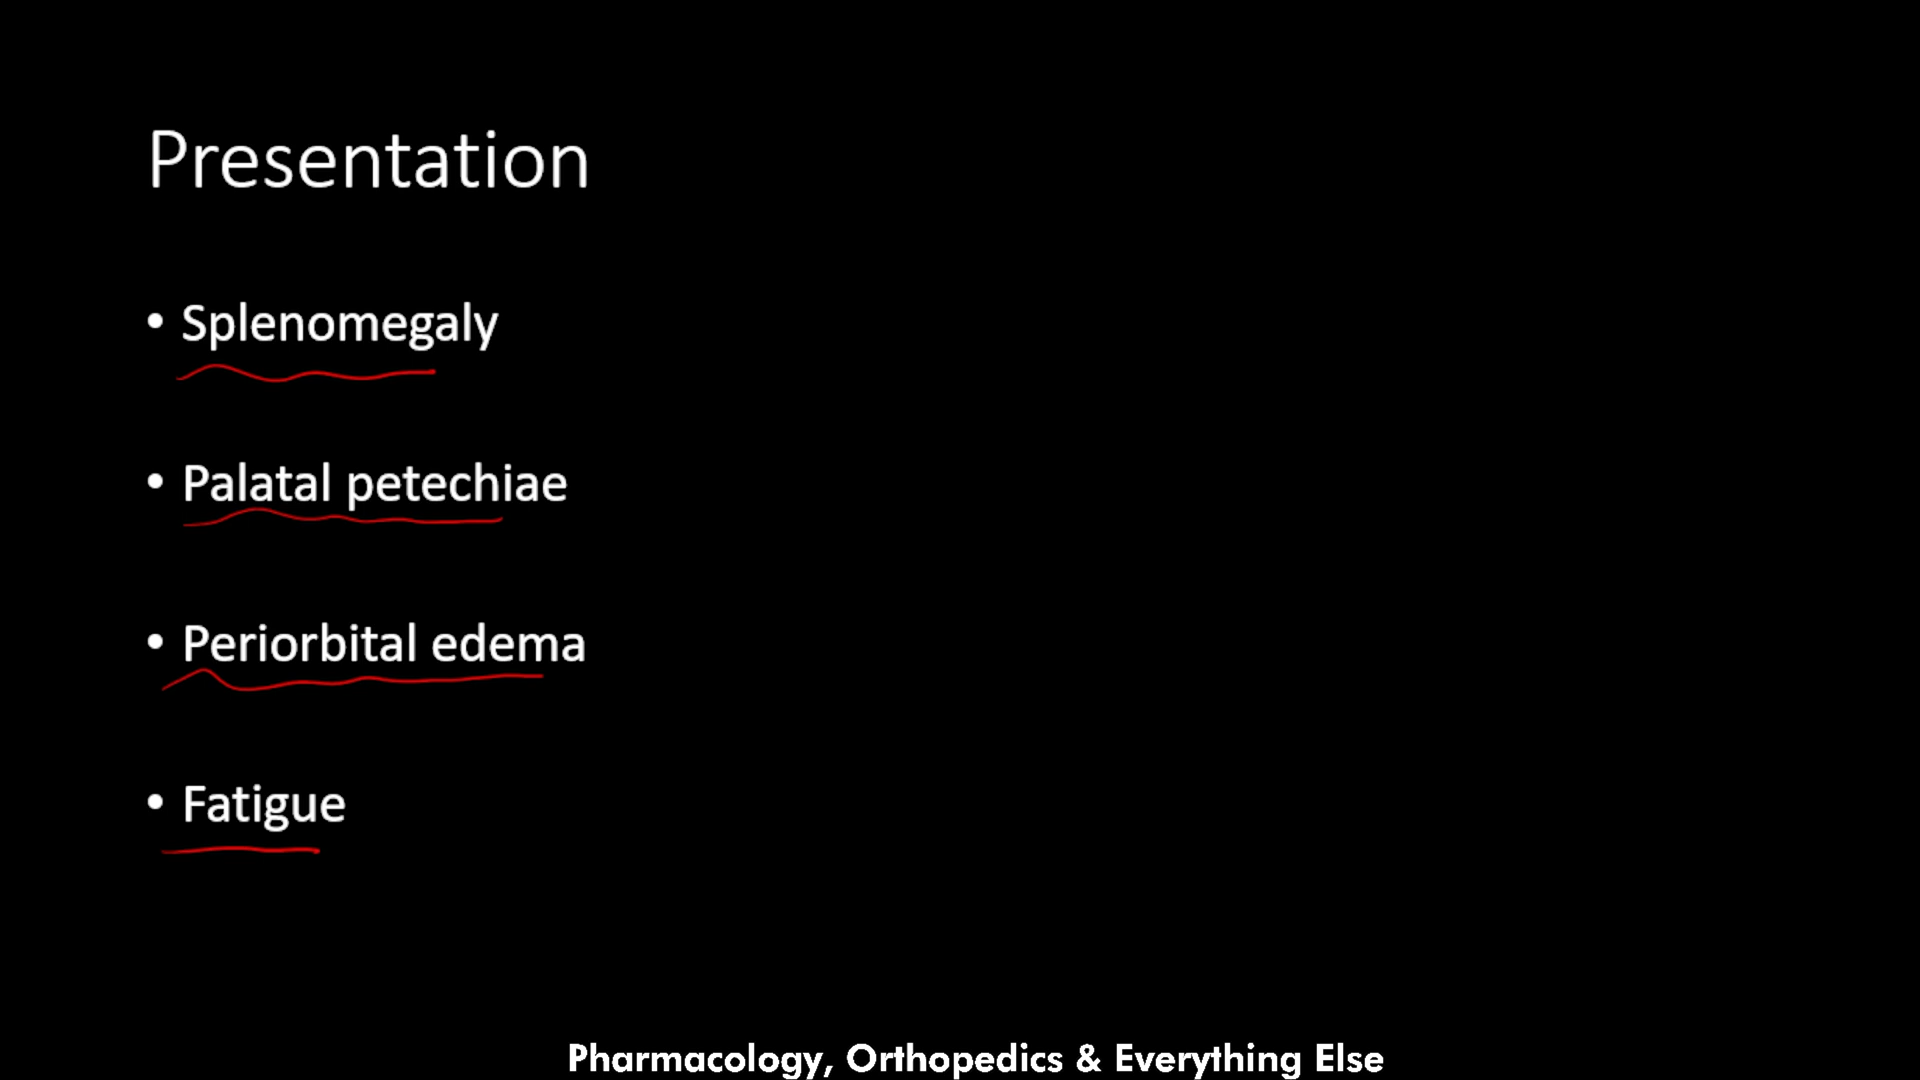 Presentation
• Splenomegaly
• Palatal petechiae
• Periorbital edema
• Fatigue
Pharmacology, Orthopedics & Everything Else